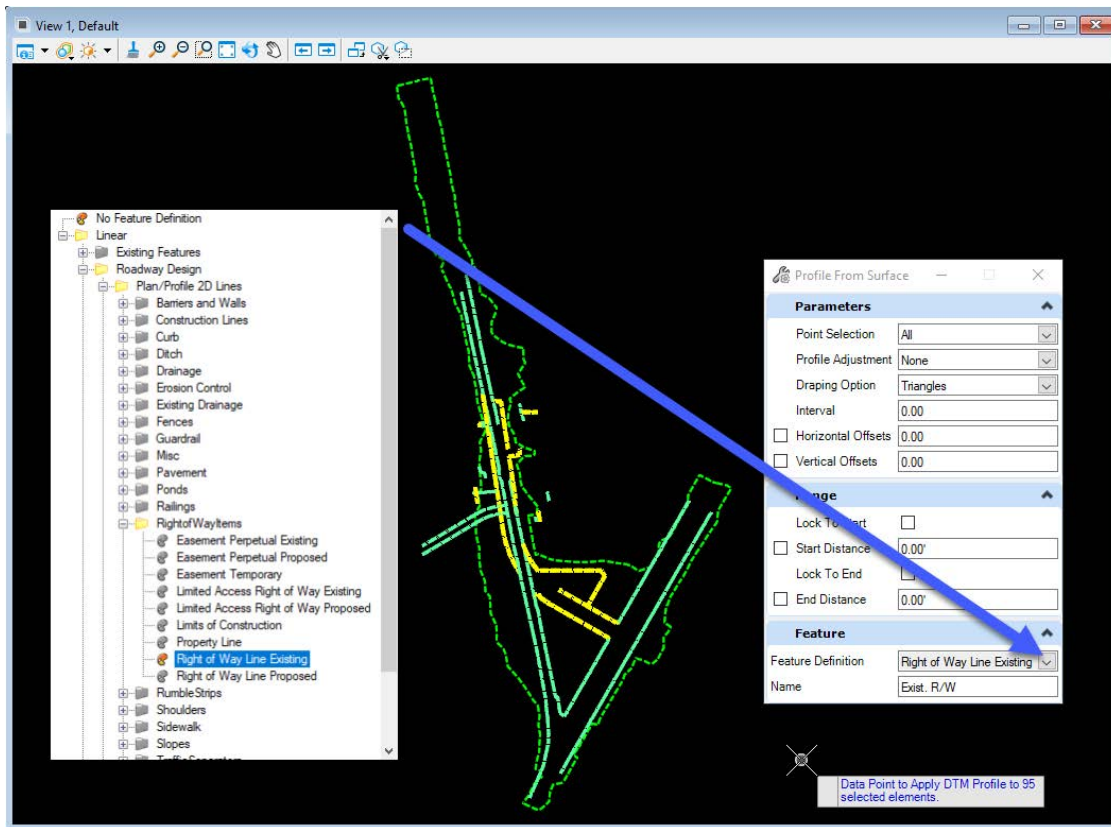 View 1, Default
No Feature Definition
Linear
Existing Features
Roadway Design
Plan/Profile 2D Lines
Barriers and Walls
Construction Lines
Curb
Ditch
Drainage
Erosion Control
Existing Drainage
Fences
Guardrail
Misc
Pavement
Ponds
Railings
RightofWayItems
Easement Perpetual Existing
Easement Perpetual Proposed
Easement Temporary
Limited Access Right of Way Existing
Limited Access Right of Way Proposed
Limits of Construction
Property Line
Right of Way Line Existing
Right of Way Line Proposed
RumbleStrips
Shoulders
Sidewalk
Slopes
TrafficSeparators
Profile From Surface
Parameters
Point Selection All
Profile Adjustment None
Draping Option Triangles
Interval 0.00
Horizontal Offsets 0.00
Vertical Offsets 0.00
Lock To
Start Distance 0.00'
Lock To End
End Distance 0.00'
Feature
Feature Definition Right of Way Line Existing
Name Exist. R/W
Data Point to Apply DTM Profile to 95
selected elements.